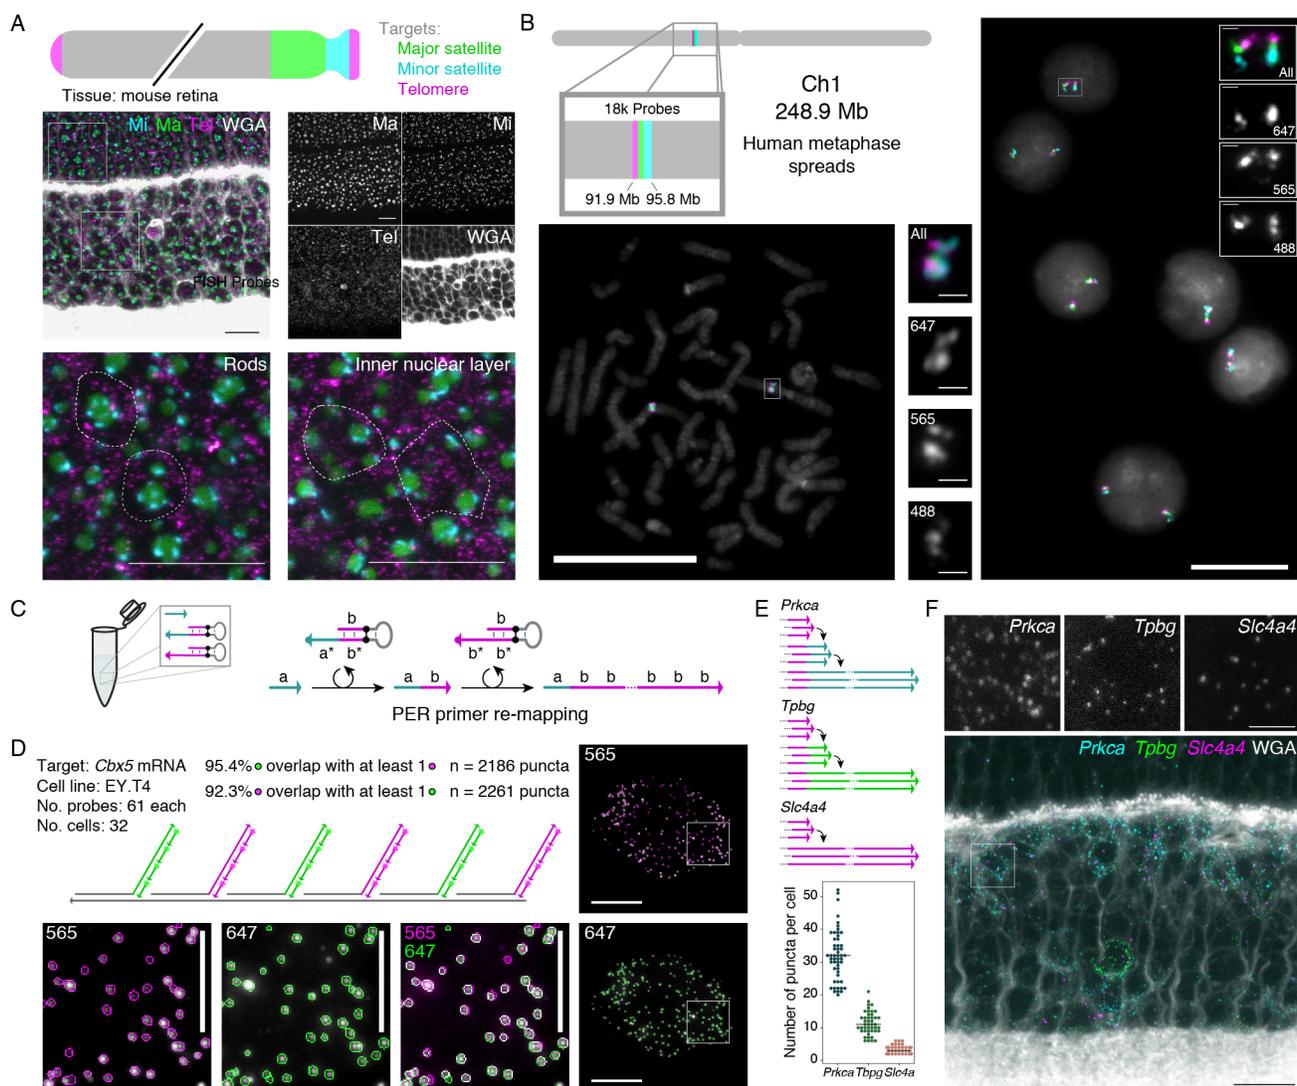 A
Targets:
Major satellite
Minor satellite
Telomere
Tissue: mouse retina
Mi Ma Tel WGA
FISH Probes
Ma
Mi
Tel
WGA
Rods
Inner nuclear layer
B
18k Probes
91.9 Mb 95.8 Mb
Ch1
248.9 Mb
Human metaphase
spreads
All
647
565
488
All
647
565
488
C
b
a* b*
b
b* b*
a
a b
a b b b b b
PER primer re-mapping
D
Target: Cbx5 mRNA
Cell line: EY.T4
No. probes: 61 each
No. cells: 32
95.4% overlap with at least 1 n = 2186 puncta
92.3% overlap with at least 1 n = 2261 puncta
565
647
565
647
565
647
E
Prkca
Tpbg
Slc4a4
Number of puncta per cell
50
40
30
20
10
0
Prkca Tbpg Slc4a
F
Prkca
Tpbg
Slc4a4
Prkca Tpbg Slc4a4 WGA